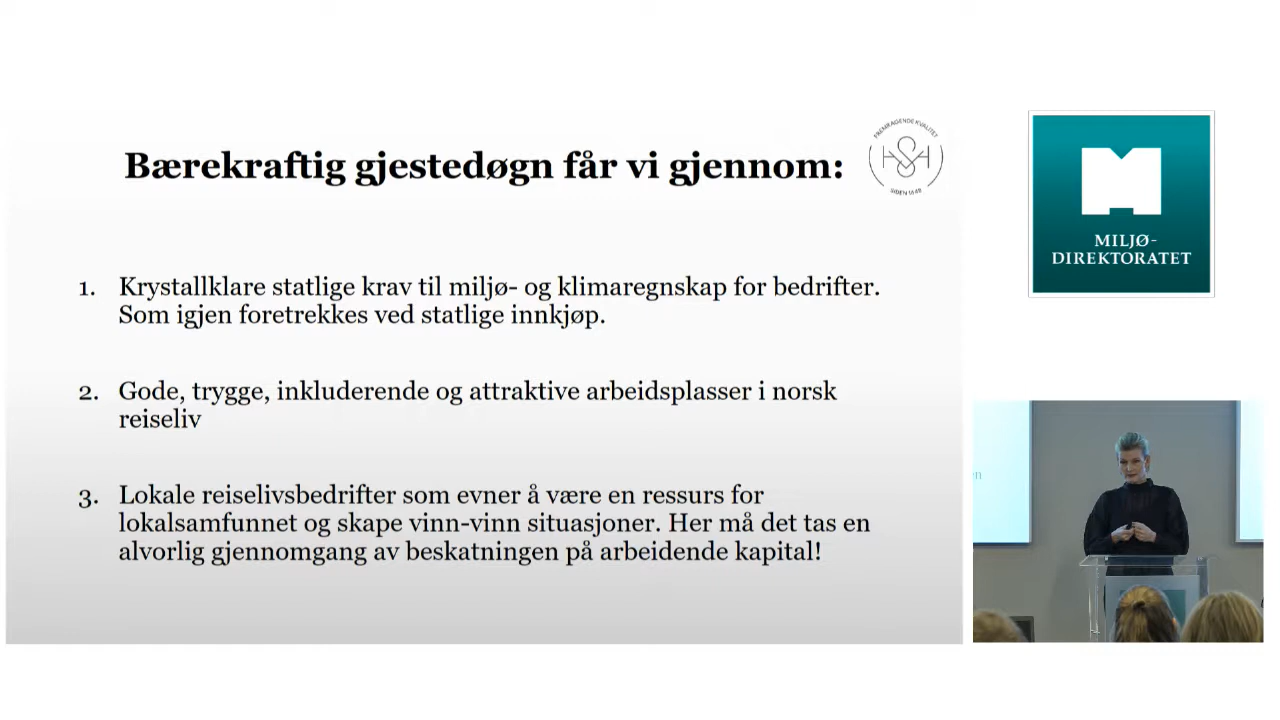 Bærekraftig gjestedøgn får vi gjennom:
FREMRAGENDE KVALITET
SIDEN
1. Krystallklare statlige krav til miljø- og klimaregnskap for bedrifter.
Som igjen foretrekkes ved statlige innkjøp.
2. Gode, trygge, inkluderende og attraktive arbeidsplasser i norsk
reiseliv
3. Lokale reiselivsbedrifter som evner å være en ressurs for
lokalsamfunnet og skape vinn-vinn situasjoner. Her må det tas en
alvorlig gjennomgang av beskatningen på arbeidende kapital!
MILJØ-
DIREKTORATET